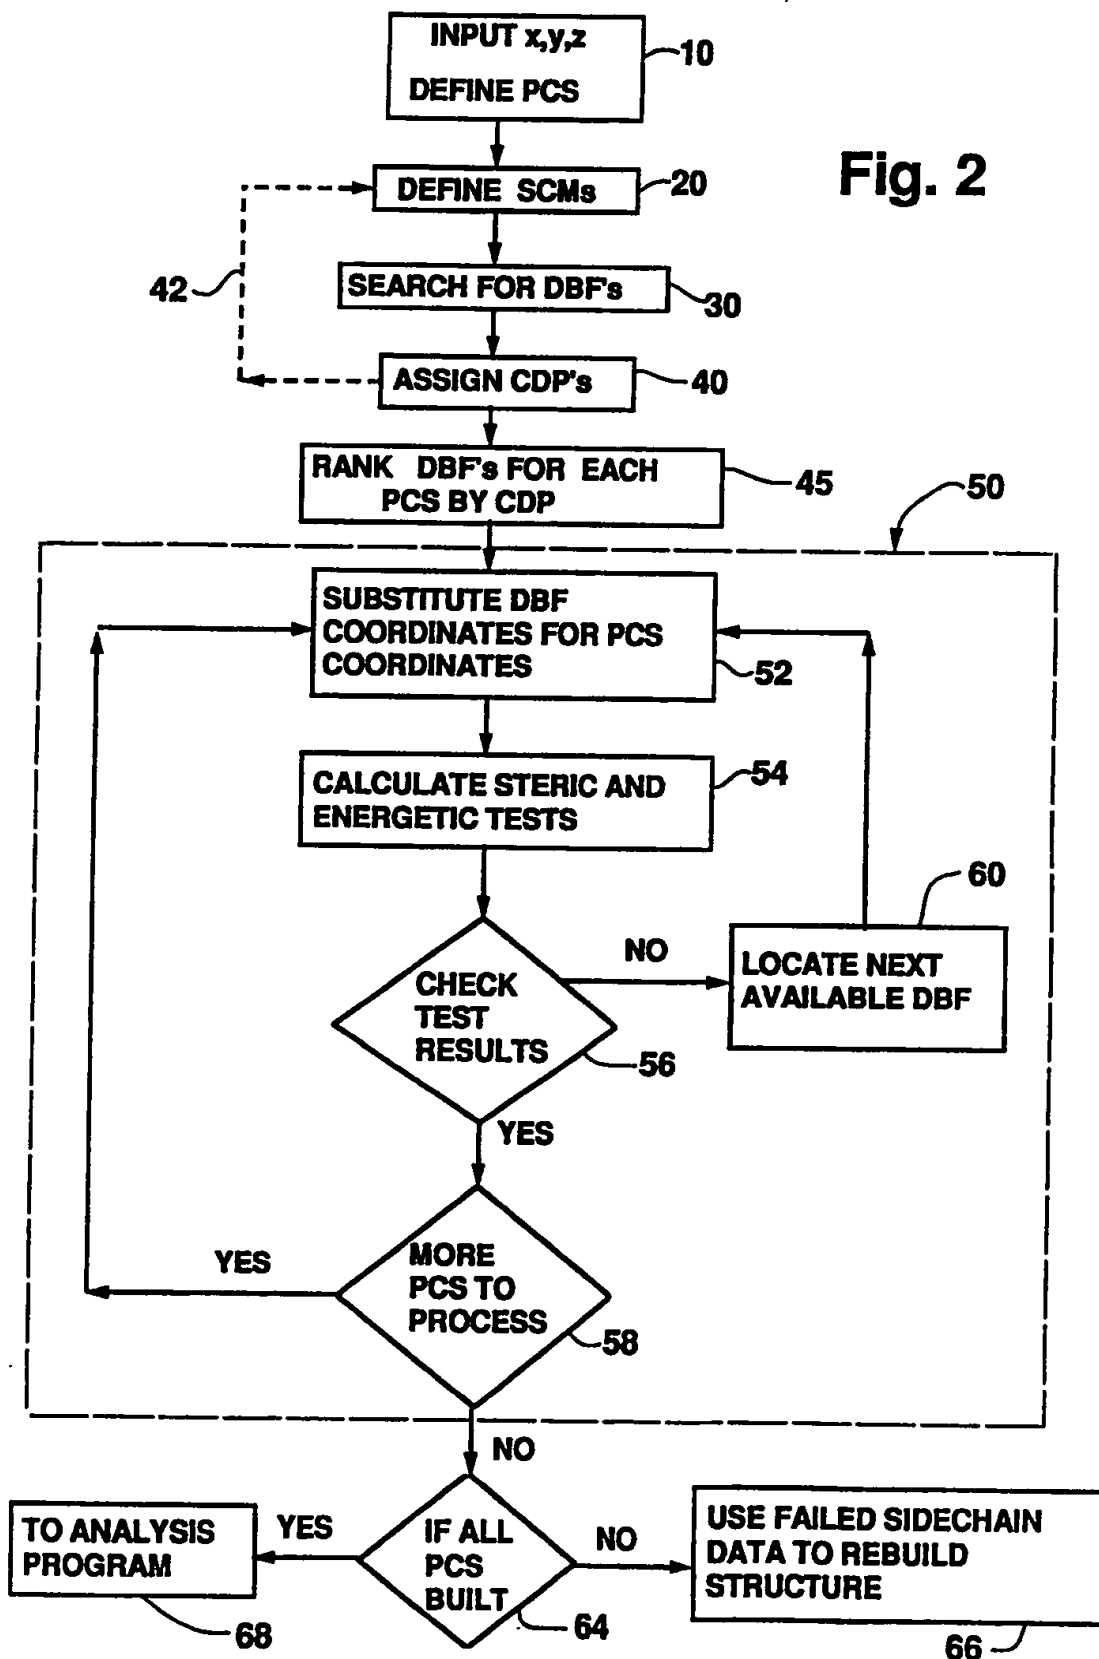 INPUT x,y,z
DEFINE PCS
10
Fig. 2
DEFINE SCMs
20
42
SEARCH FOR DBF's
30
ASSIGN CDP's
40
RANK DBF's FOR EACH
PCS BY CDP
45
50
SUBSTITUTE DBF
COORDINATES FOR PCS
COORDINATES
52
CALCULATE STERIC AND
ENERGETIC TESTS
54
60
NO
LOCATE NEXT
AVAILABLE DBF
CHECK
TEST
RESULTS
56
YES
YES
MORE
PCS TO
PROCESS
58
NO
TO ANALYSIS
PROGRAM
68
YES
IF ALL
PCS
BUILT
64
NO
USE FAILED SIDECHAIN
DATA TO REBUILD
STRUCTURE
66